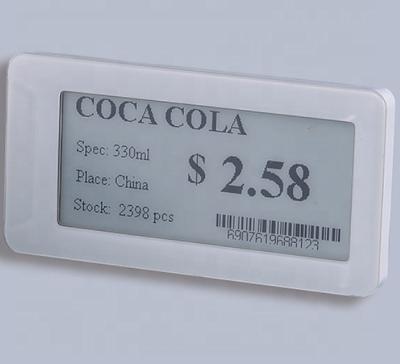 COCA COLA
Spec: 330ml
$ 2.58
Place: China
Stock: 2398 pcs
6907619688123